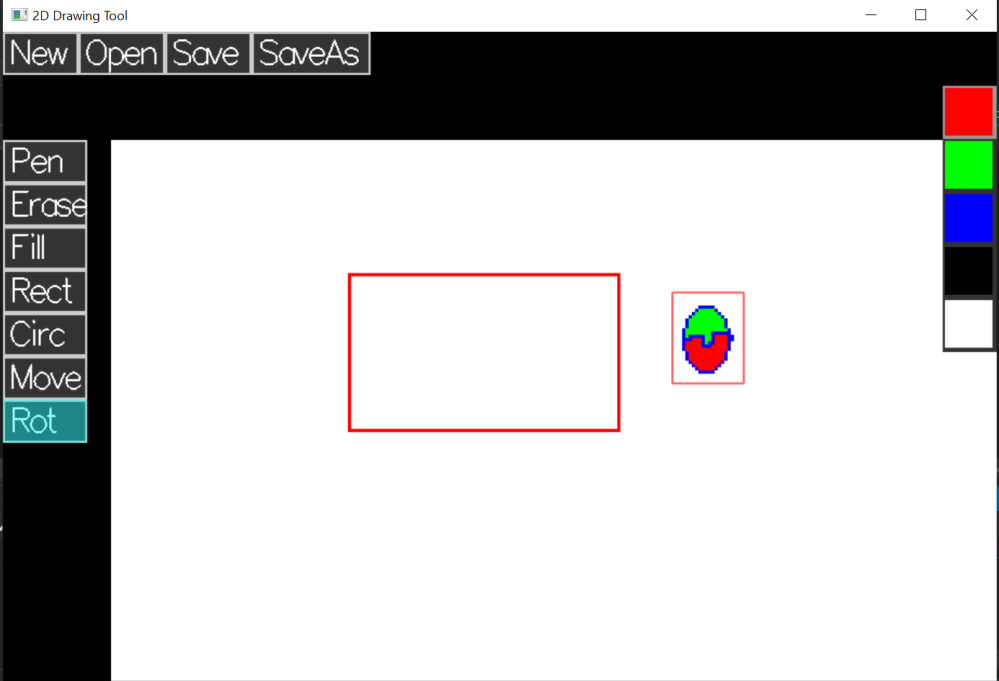 2D Drawing Tool
New Open Save SaveAs
Pen
Erase
Fill
Rect
Circ
Move
Rot